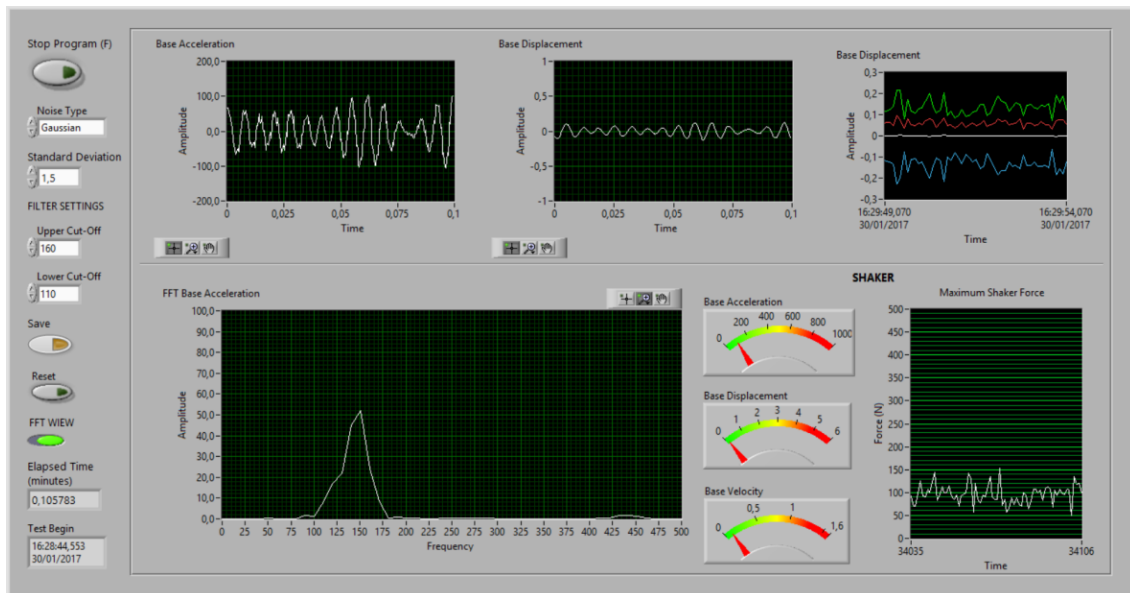 Stop Program (F)
Noise Type
Gaussian
Standard Deviation
1,5
FILTER SETTINGS
Upper Cut-Off
160
Lower Cut-Off
110
Save
Reset
FFT WIEW
Elapsed Time
(minutes)
0,105783
Test Begin
16:28:44,553
30/01/2017
Base Acceleration
Amplitude
200,0
100,0
0,0
-100,0
-200,0
0 0,025 0,05 0,075 0,1
Time
Base Displacement
Amplitude
1
0,5
0
-0,5
-1
0 0,025 0,05 0,075 0,1
Time
Base Displacement
Amplitude
0,3
0,2
0,1
0
-0,1
-0,2
-0,3
16:29:49,070 16:29:54,070
30/01/2017 30/01/2017
Time
FFT Base Acceleration
Amplitude
100,0
90,0
80,0
70,0
60,0
50,0
40,0
30,0
20,0
10,0
0,0
0 25 50 75 100 125 150 175 200 225 250 275 300 325 350 375 400 425 450 475 500
Frequency
SHAKER
Base Acceleration
0 200 400 600 800 1000
Base Displacement
0 1 2 3 4 5 6
Base Velocity
0 0,5 1 1,6
Maximum Shaker Force
Force (N)
500
450
400
350
300
250
200
150
100
50
0
34035 34106
Time